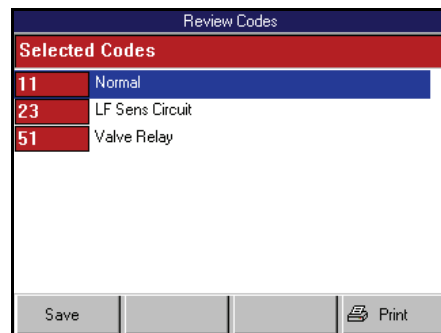 Review Codes
Selected Codes
11 Normal
23 LF Sens Circuit
51 Valve Relay
Save Print